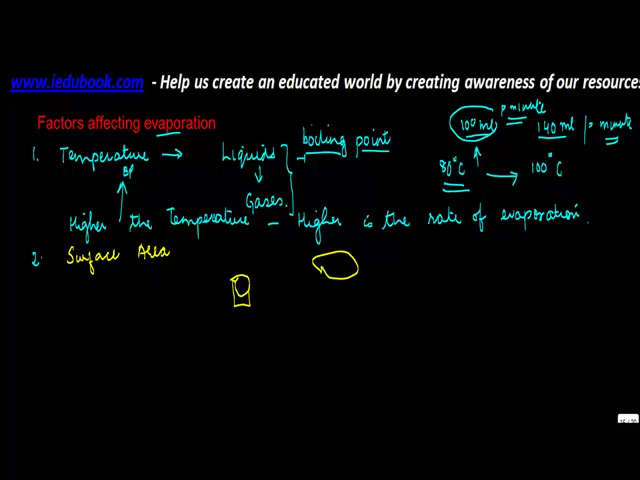 www.iedubook.com - Help us create an educated world by creating awareness of our resources
Factors affecting evaporation
100 ml p minute 140 ml | p minute
1. Temperature → Liquids boiling point 80°C → 100°C
BP
Gases.
Higher the Temperature - Higher is the rate of evaporation.
2. Surface Area